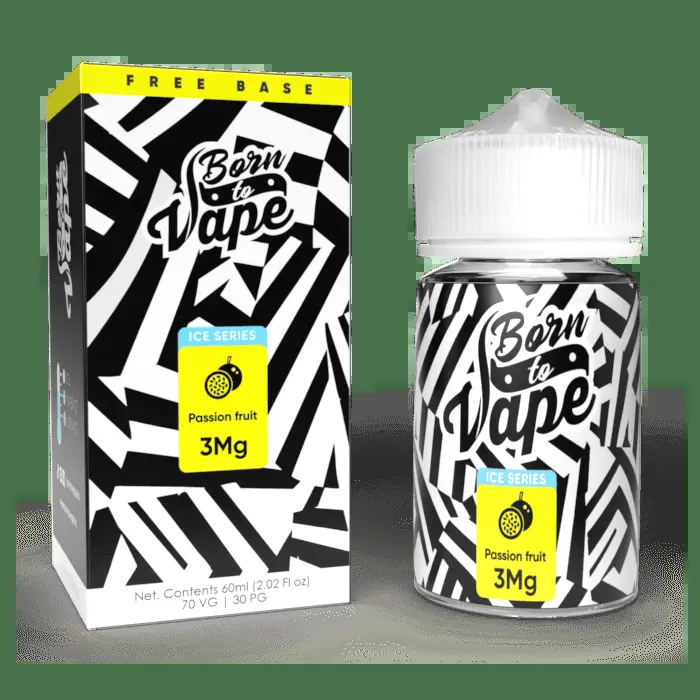 FREE BASE
Born
to
Vape
ICE SERIES
Passion fruit
3Mg
Net. Contents 60ml (2.02 Fl oz)
70 VG | 30 PG
Born
to
Vape
ICE SERIES
Passion fruit
3Mg